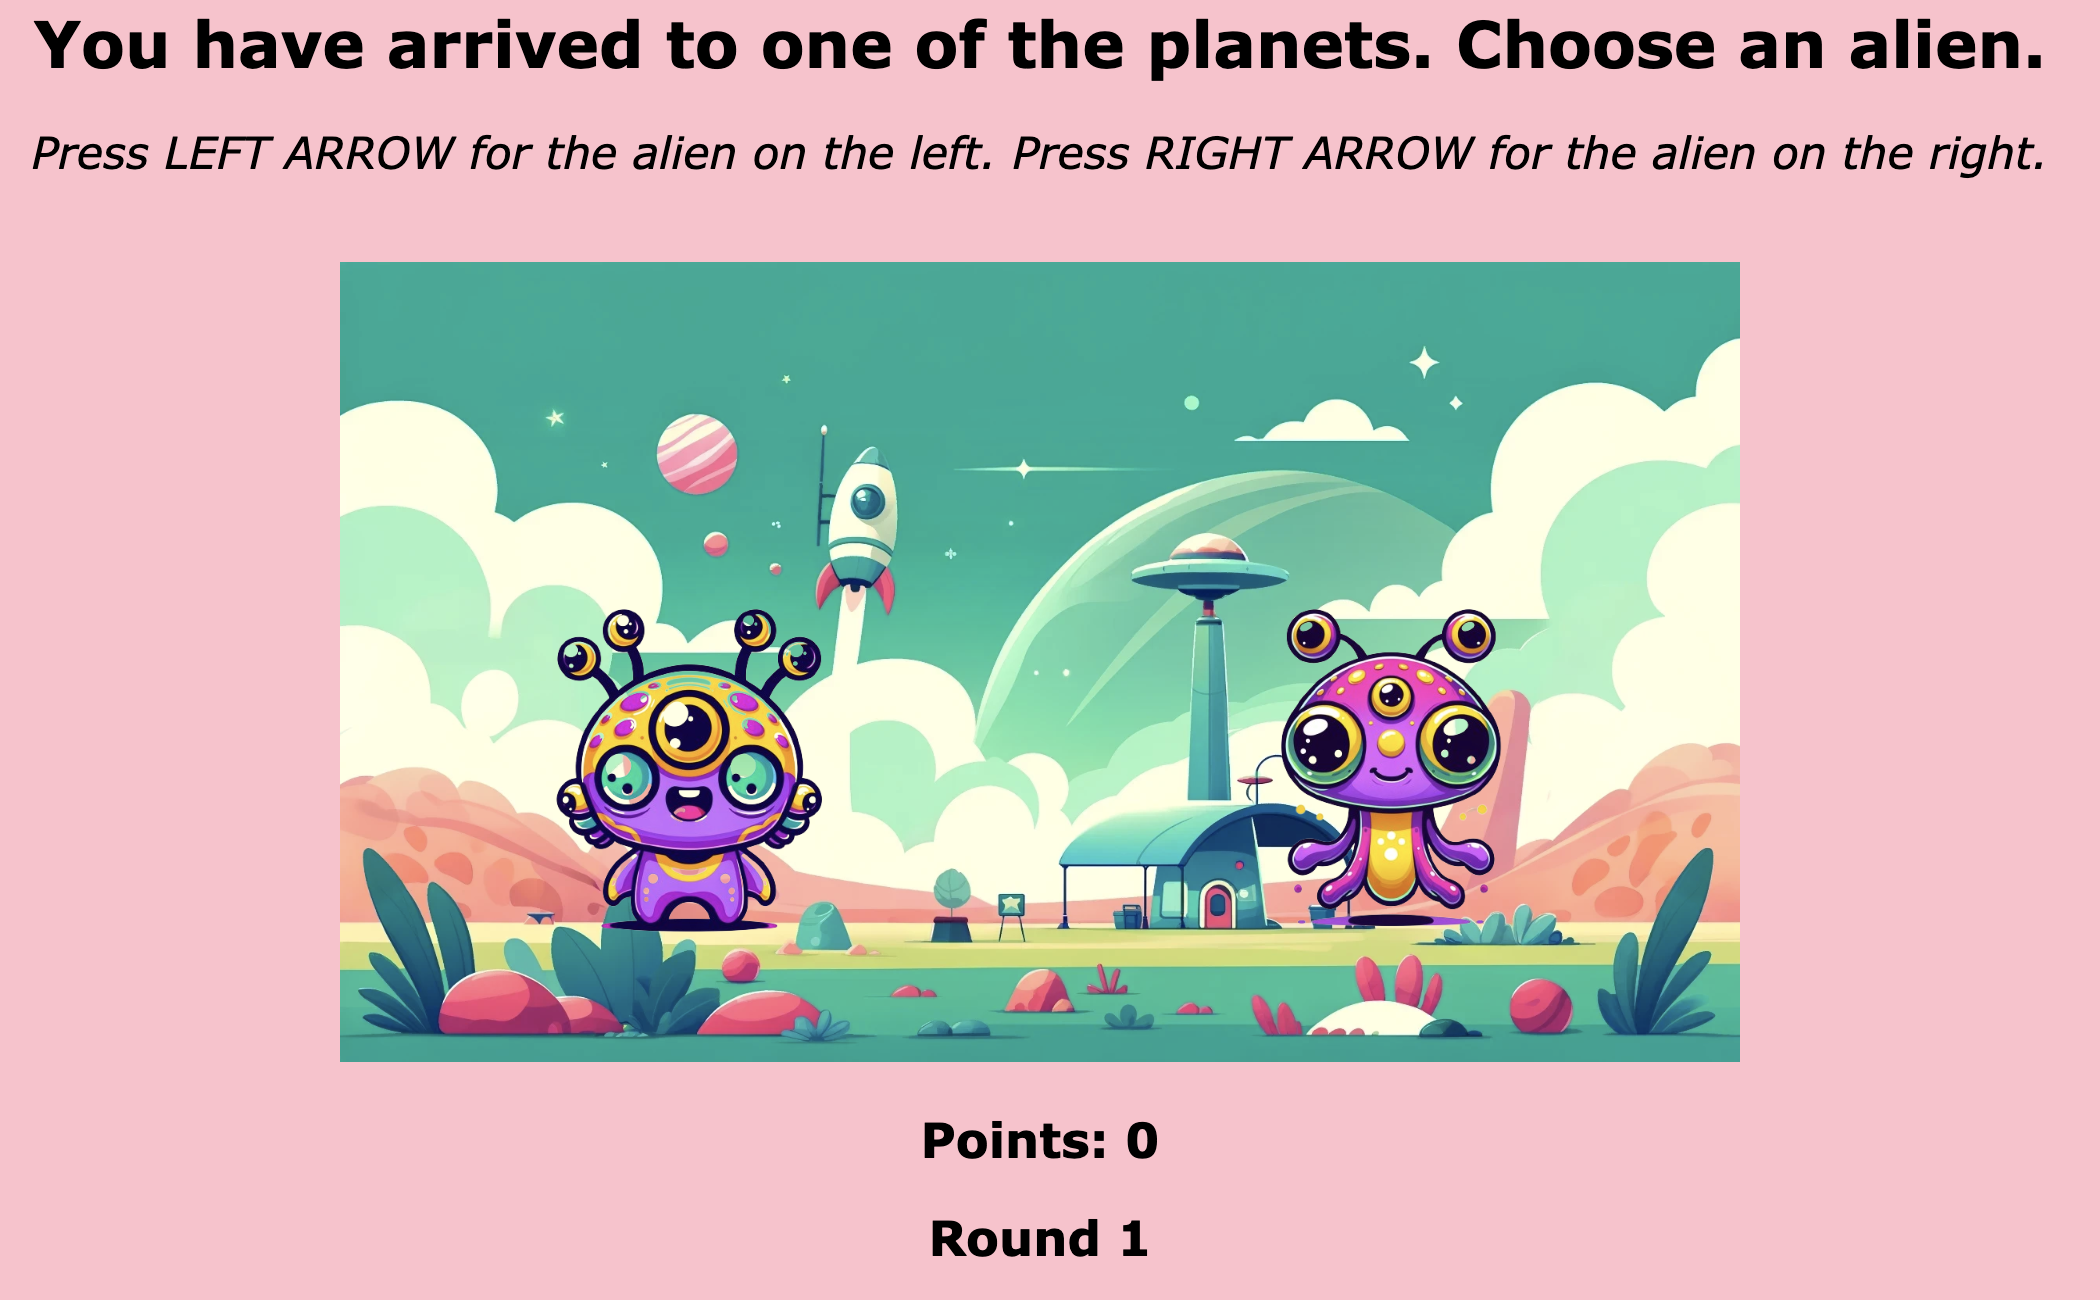 You have arrived to one of the planets. Choose an alien.
Press LEFT ARROW for the alien on the left. Press RIGHT ARROW for the alien on the right.
Points: 0
Round 1